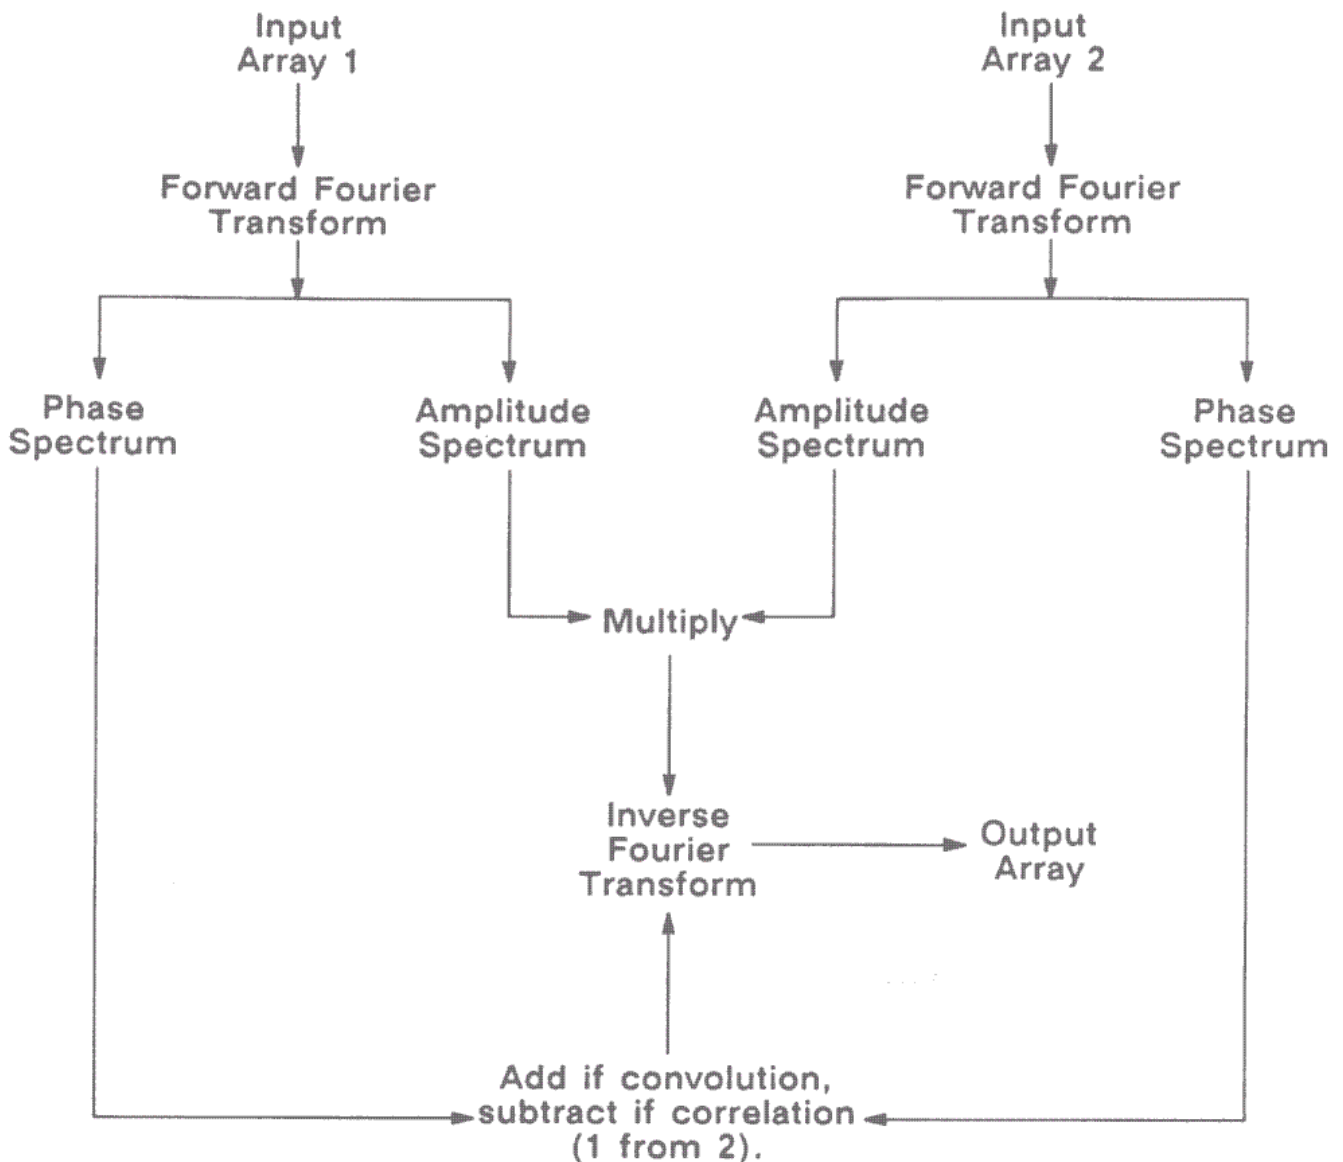 Input
Array 1
Input
Array 2
Forward Fourier
Transform
Forward Fourier
Transform
Phase
Spectrum
Amplitude
Spectrum
Amplitude
Spectrum
Phase
Spectrum
Multiply
Inverse
Fourier
Transform
Output
Array
Add if convolution,
subtract if correlation
(1 from 2).